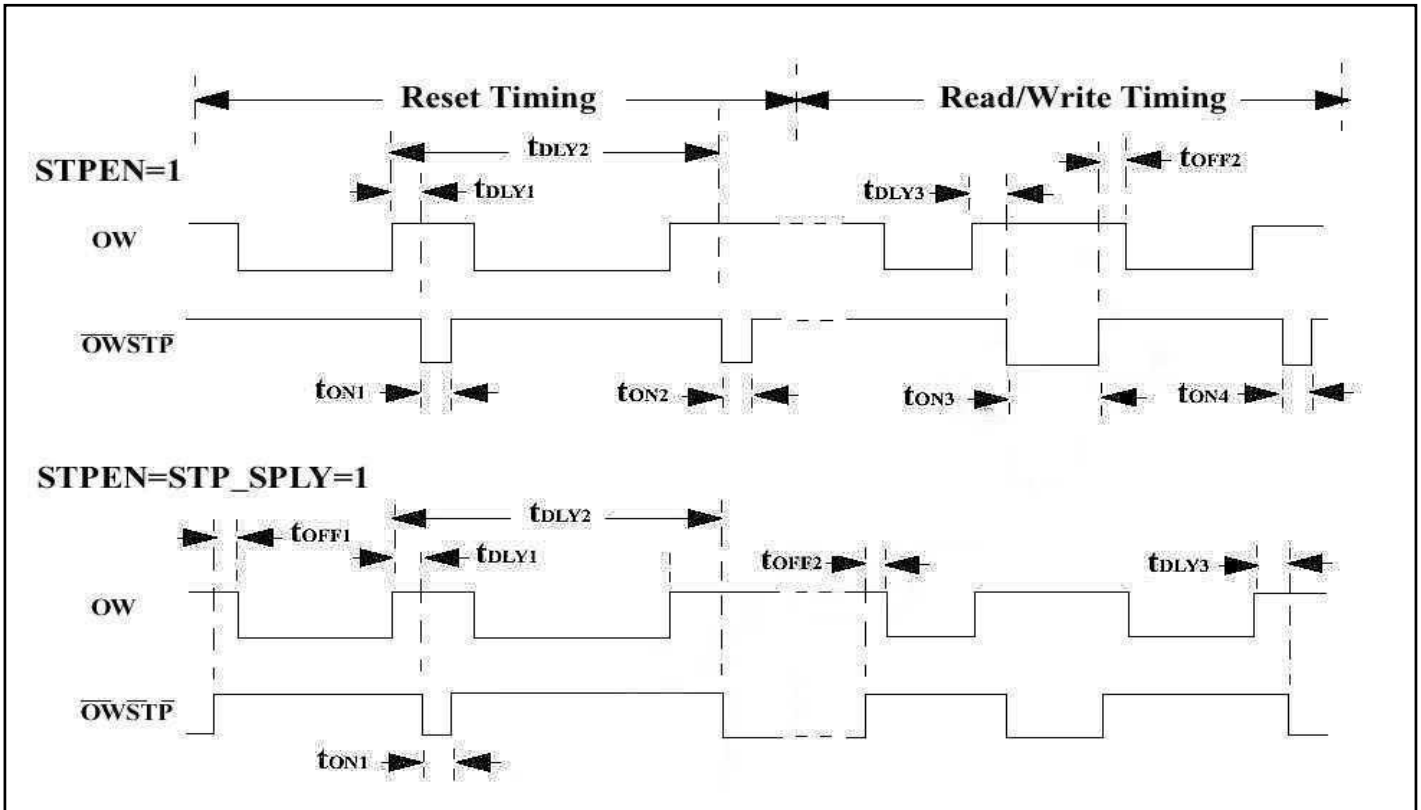 Reset Timing
Read/Write Timing
tDLY2
tOFF2
STPEN=1
tDLY1
tDLY3
OW
OWSTP
tON1
tON2
tON3
tON4
STPEN=STP_SPLY=1
tDLY2
tOFF1
tDLY1
tOFF2
tDLY3
OW
OWSTP
tON1